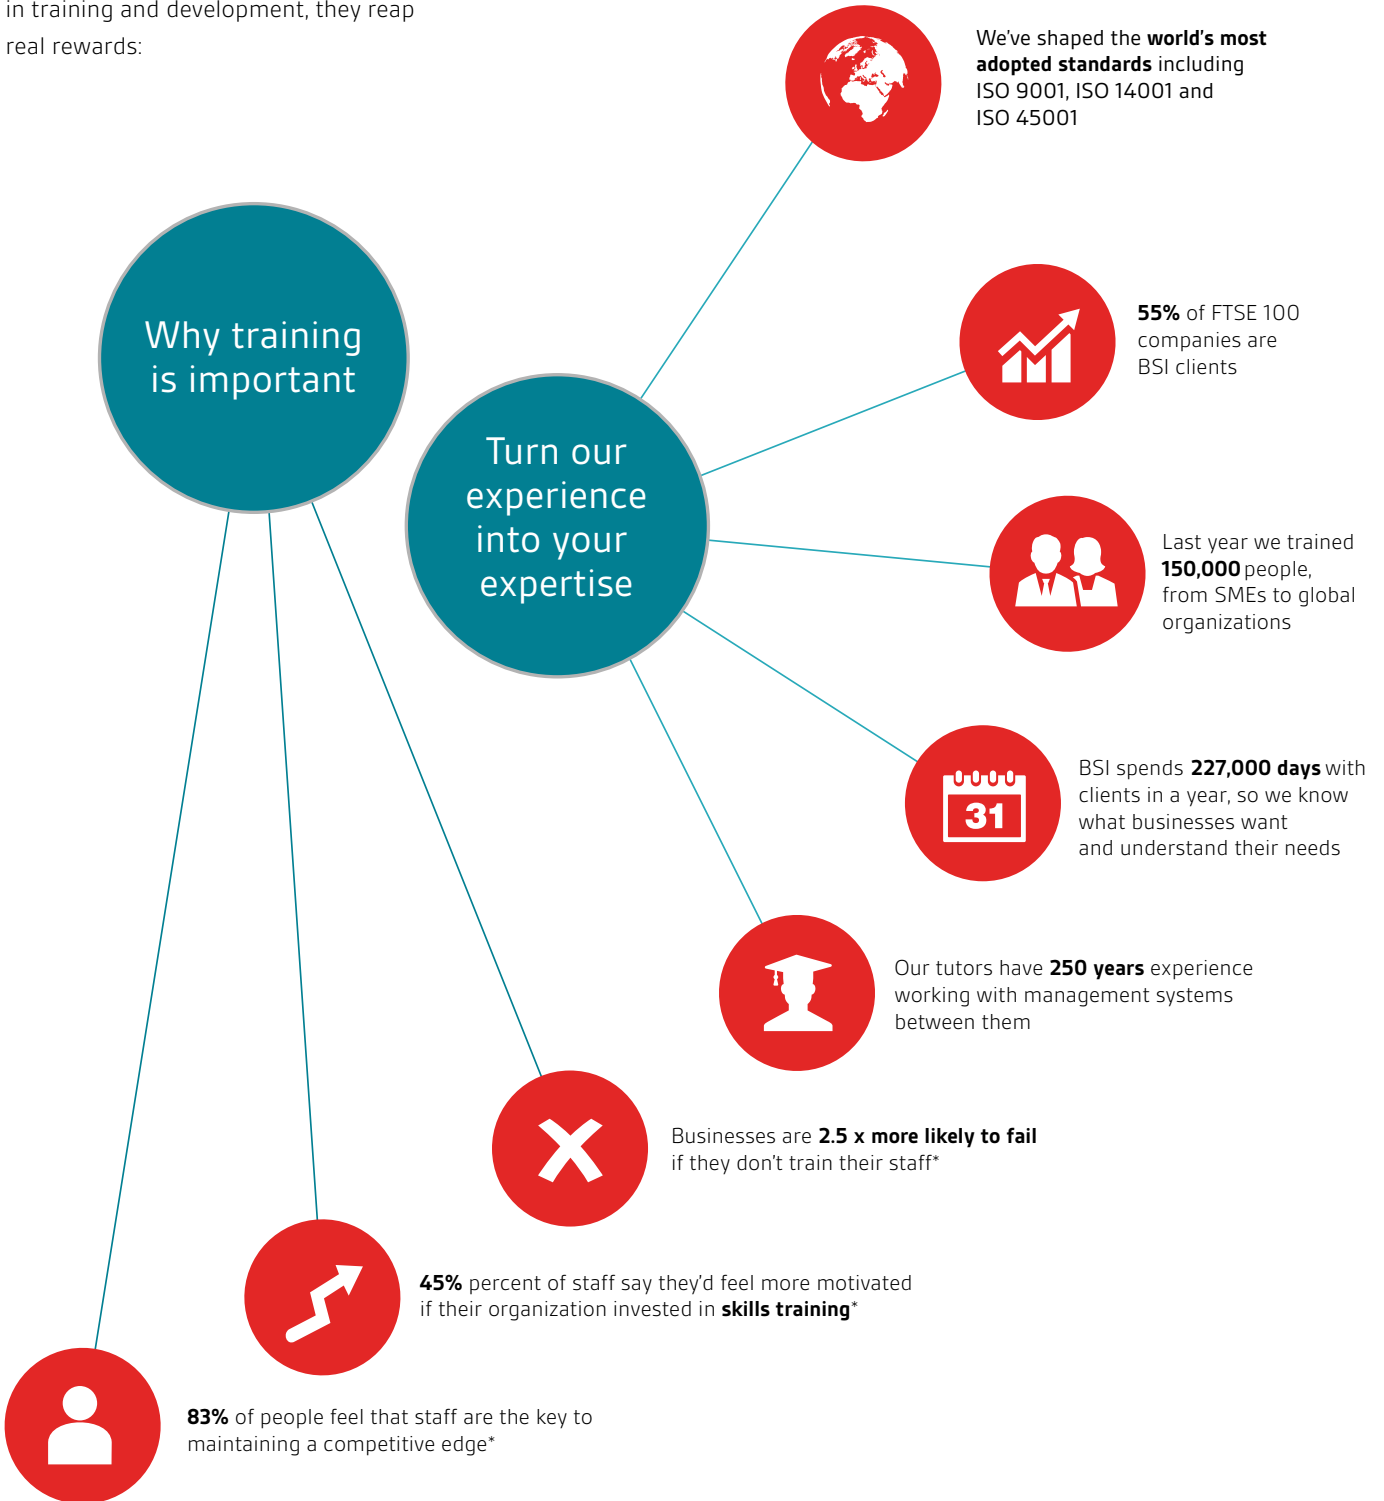 in training and development, they reap
real rewards:
We've shaped the world's most
adopted standards including
ISO 9001, ISO 14001 and
ISO 45001
Why training
is important
55% of FTSE 100
companies are
BSI clients
Turn our
experience
into your
expertise
Last year we trained
150,000 people,
from SMEs to global
organizations
BSI spends 227,000 days with
clients in a year, so we know
what businesses want
and understand their needs
31
Our tutors have 250 years experience
working with management systems
between them
Businesses are 2.5 x more likely to fail
if they don't train their staff*
45% percent of staff say they'd feel more motivated
if their organization invested in skills training*
83% of people feel that staff are the key to
maintaining a competitive edge*